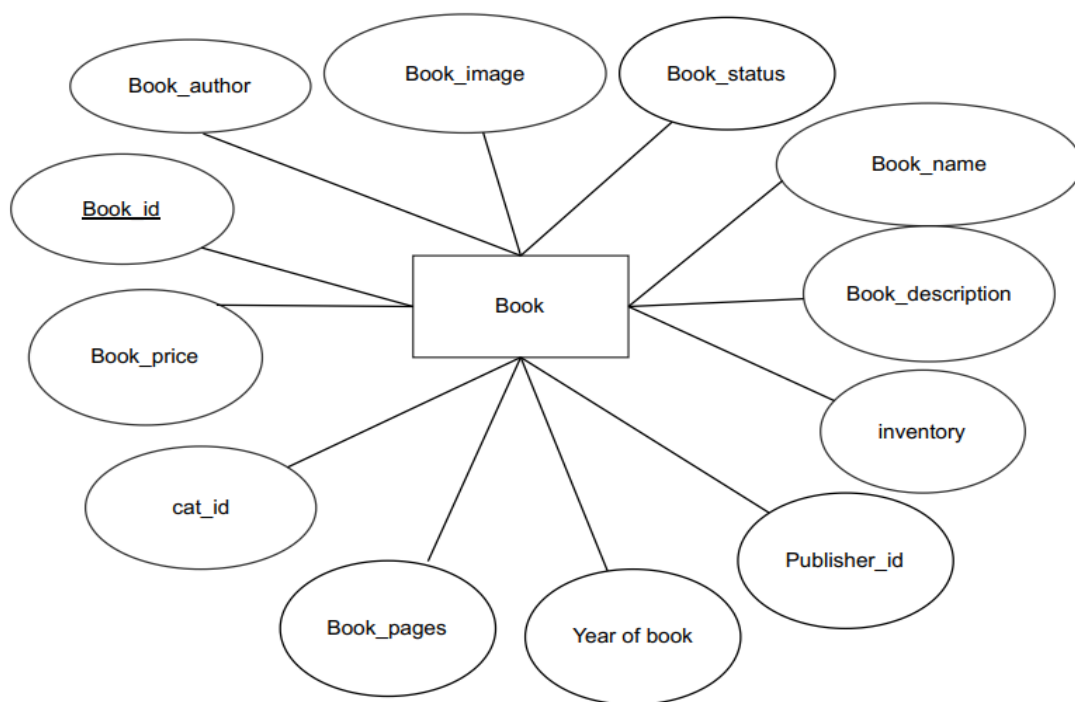 Book_author
Book_image
Book_status
Book_name
Book_id
Book_description
Book
Book_price
inventory
cat_id
Publisher_id
Book_pages
Year of book